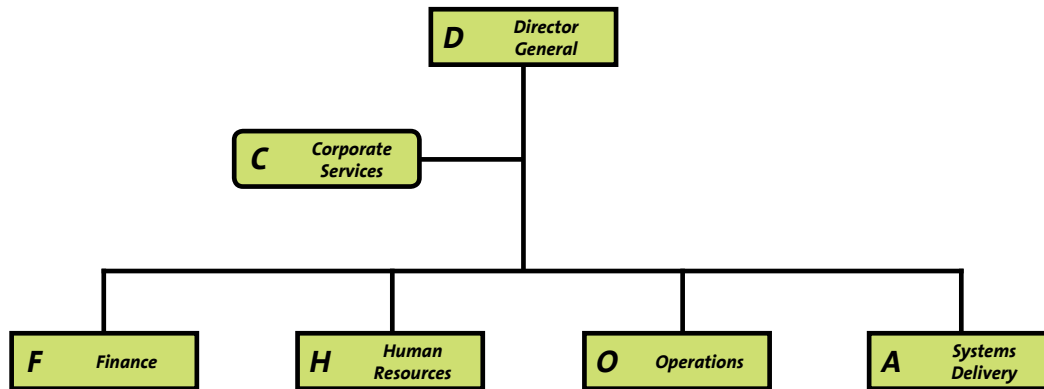 D Director
General
C Corporate
Services
F Finance
H Human
Resources
O Operations
A Systems
Delivery